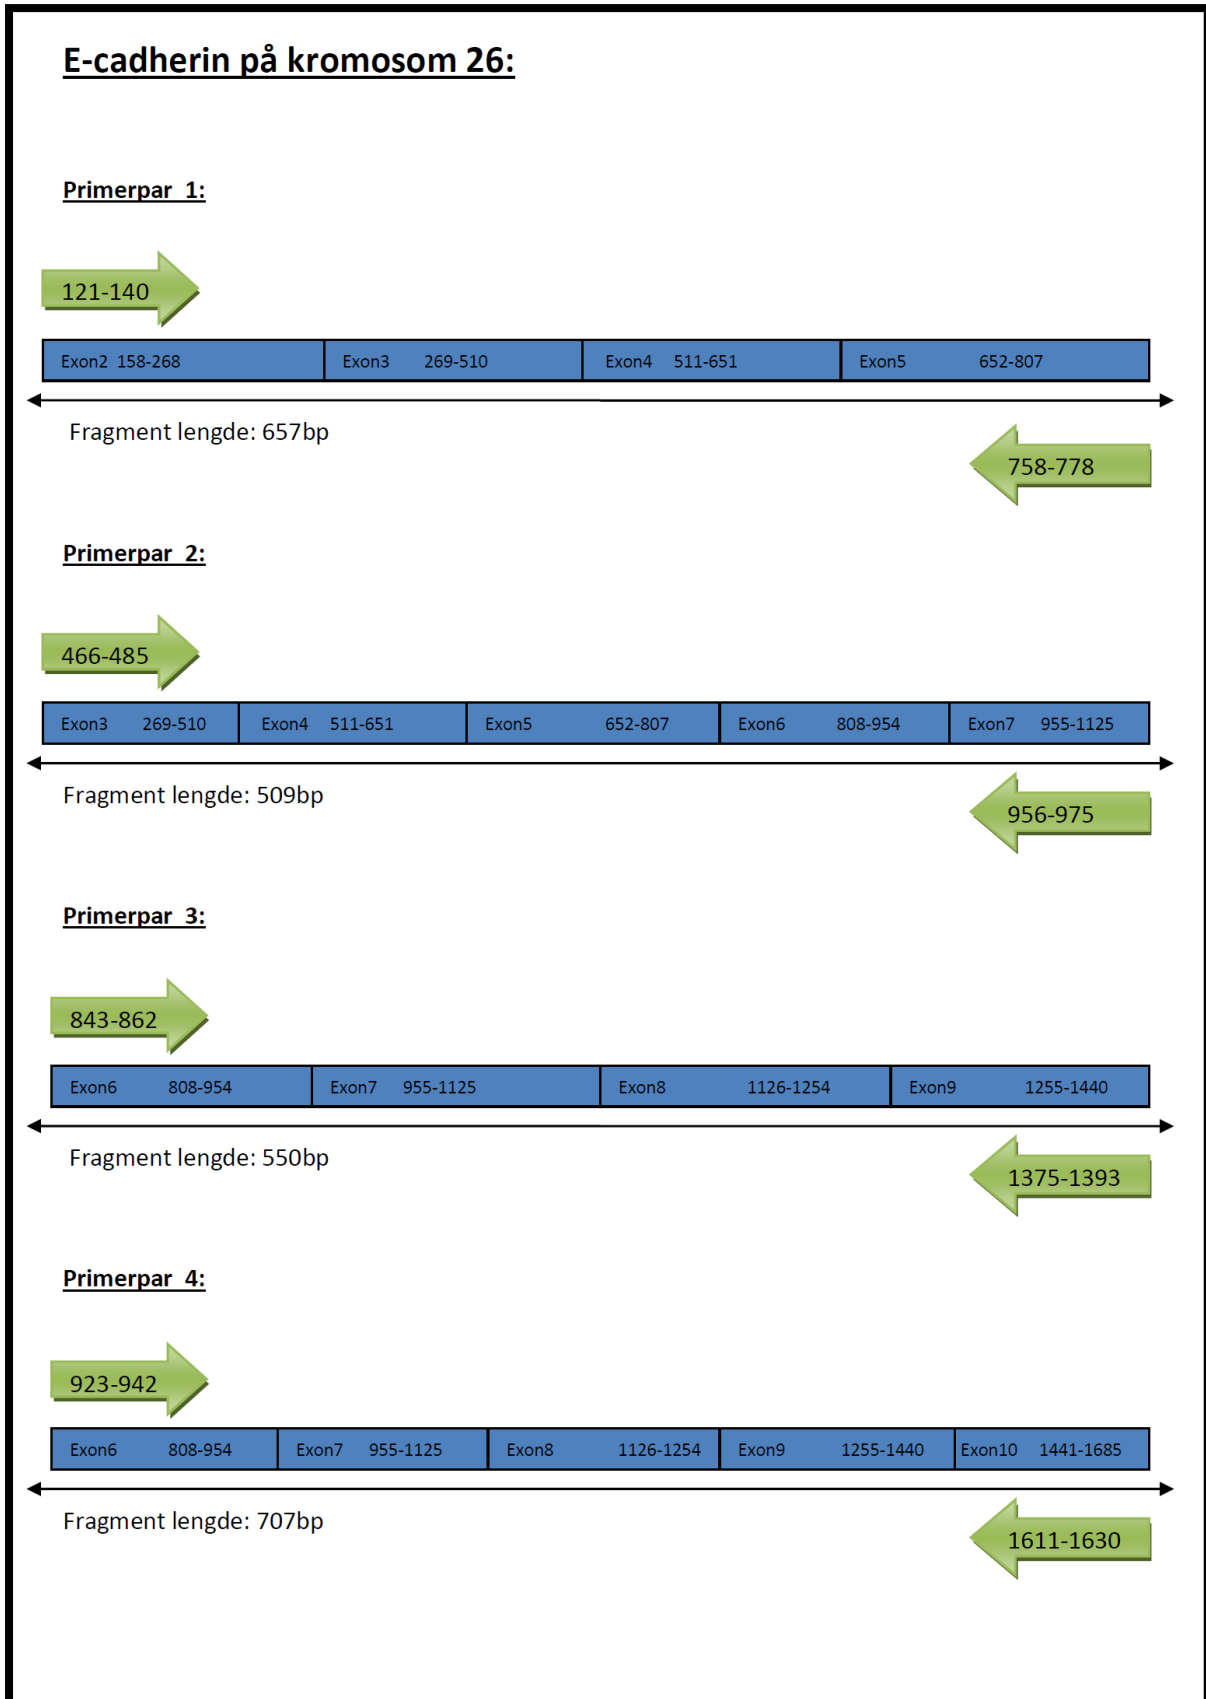 E-cadherin på kromosom 26:
Primerpar 1:
121-140
Exon2 158-268 Exon3 269-510 Exon4 511-651 Exon5 652-807
Fragment lengde: 657bp
758-778
Primerpar 2:
466-485
Exon3 269-510 Exon4 511-651 Exon5 652-807 Exon6 808-954 Exon7 955-1125
Fragment lengde: 509bp
956-975
Primerpar 3:
843-862
Exon6 808-954 Exon7 955-1125 Exon8 1126-1254 Exon9 1255-1440
Fragment lengde: 550bp
1375-1393
Primerpar 4:
923-942
Exon6 808-954 Exon7 955-1125 Exon8 1126-1254 Exon9 1255-1440 Exon10 1441-1685
Fragment lengde: 707bp
1611-1630